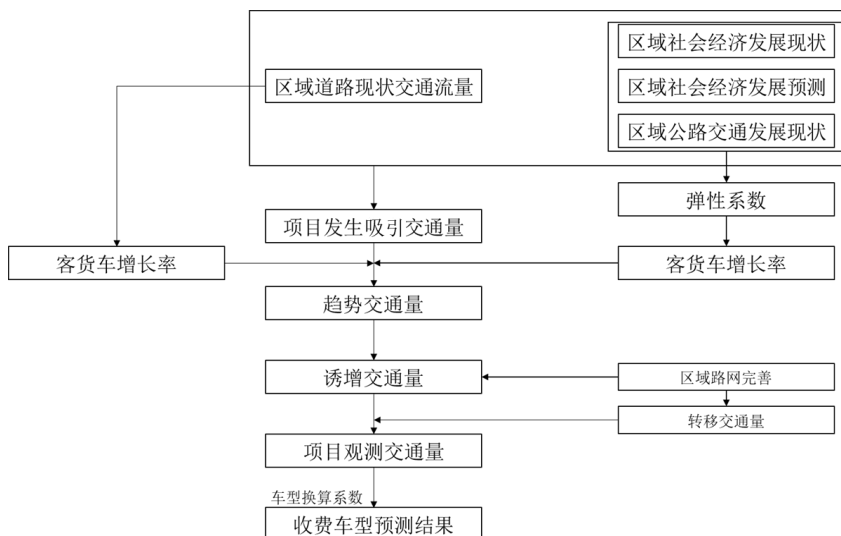 区域社会经济发展现状
区域道路现状交通流量
区域社会经济发展预测
区域公路交通发展现状
弹性系数
项目发生吸引交通量
客货车增长率
客货车增长率
趋势交通量
诱增交通量
区域路网完善
转移交通量
项目观测交通量
车型换算系数
收费车型预测结果